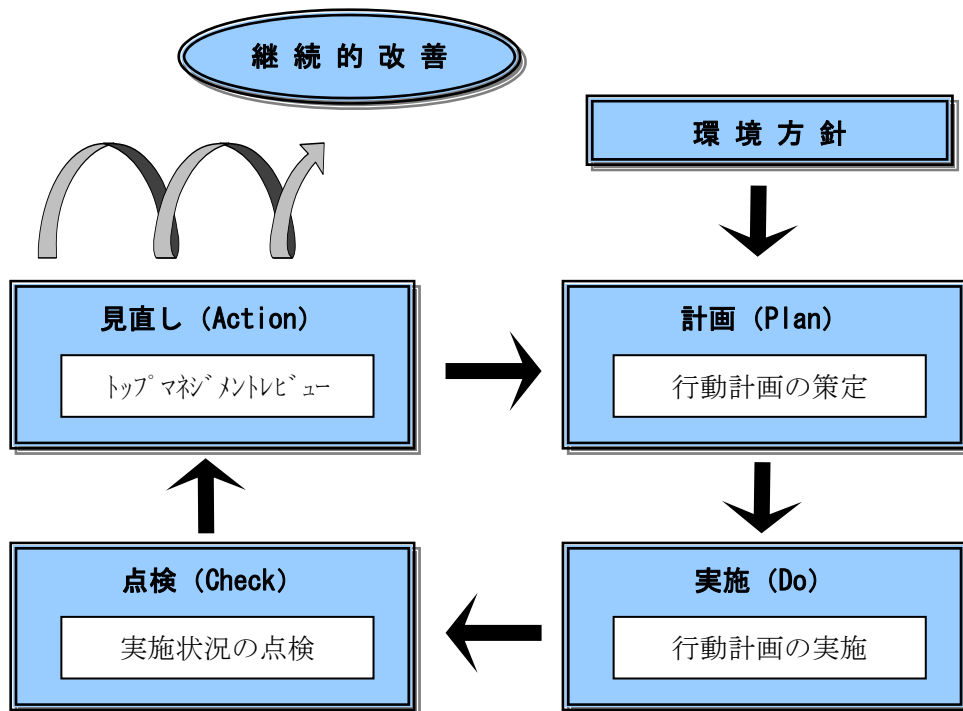 継続的改善
環境方針
見直し（Action）
ﾄｯﾌﾟﾏﾈｼﾞﾒﾝﾄﾚﾋﾞｭｰ
計画（Plan）
行動計画の策定
点検（Check）
実施状況の点検
実施（Do）
行動計画の実施